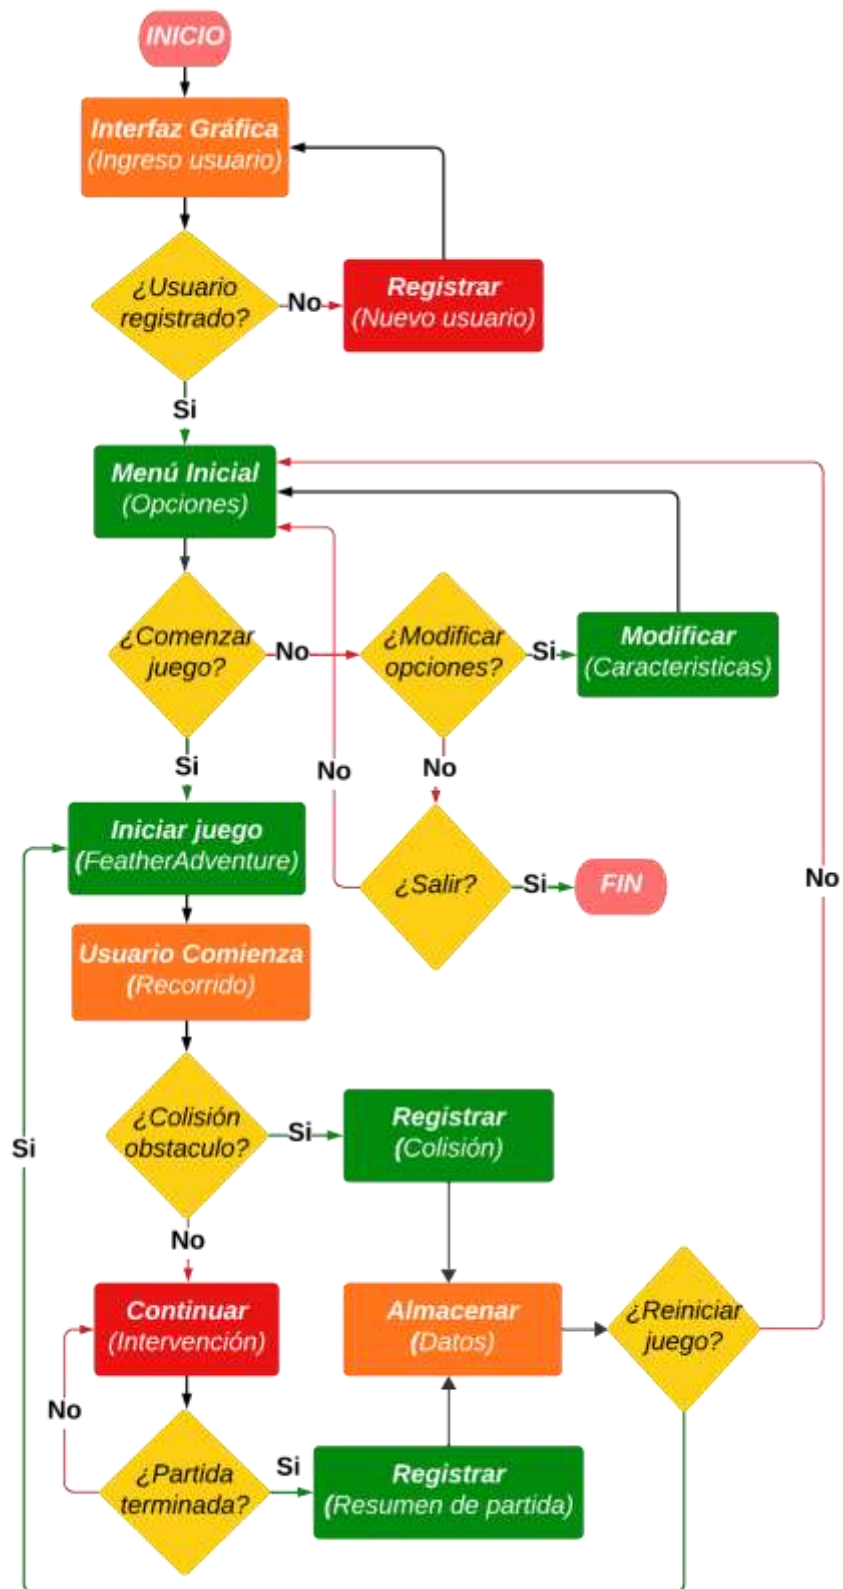 INICIO
Interfaz Gráfica
(Ingreso usuario)
¿Usuario
registrado?
No
Registrar
(Nuevo usuario)
Si
Menú Inicial
(Opciones)
¿Comenzar
juego?
No
¿Modificar
opciones?
Si
Modificar
(Caracteristicas)
Si
No
No
Iniciar juego
(FeatherAdventure)
¿Salir?
Si
FIN
No
Usuario Comienza
(Recorrido)
¿Colisión
obstaculo?
Si
Registrar
(Colisión)
Si
No
Continuar
(Intervención)
Almacenar
(Datos)
¿Reiniciar
juego?
No
¿Partida
terminada?
Si
Registrar
(Resumen de partida)